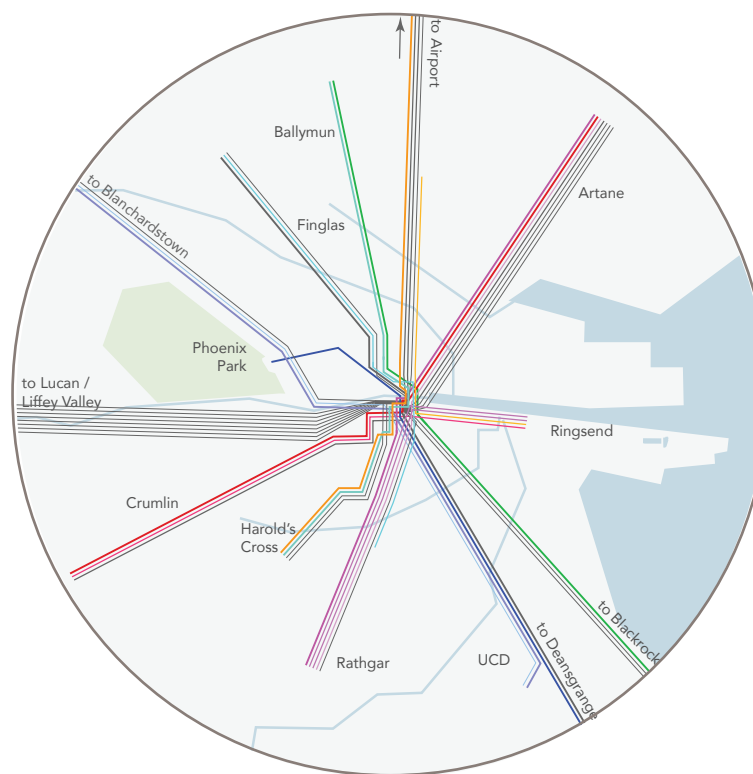 to Airport
Ballymun
Artane
to Blanchardstown
Finglas
Phoenix
Park
to Lucan /
Liffey Valley
Ringsend
Crumlin
Harold's
Cross
to Blackrock
to Deansgrange
UCD
Rathgar